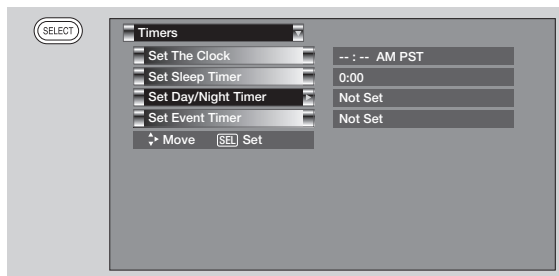 SELECT
Timers
Set The Clock -- : -- AM PST
Set Sleep Timer 0:00
Set Day/Night Timer Not Set
Set Event Timer Not Set
Move SEL Set